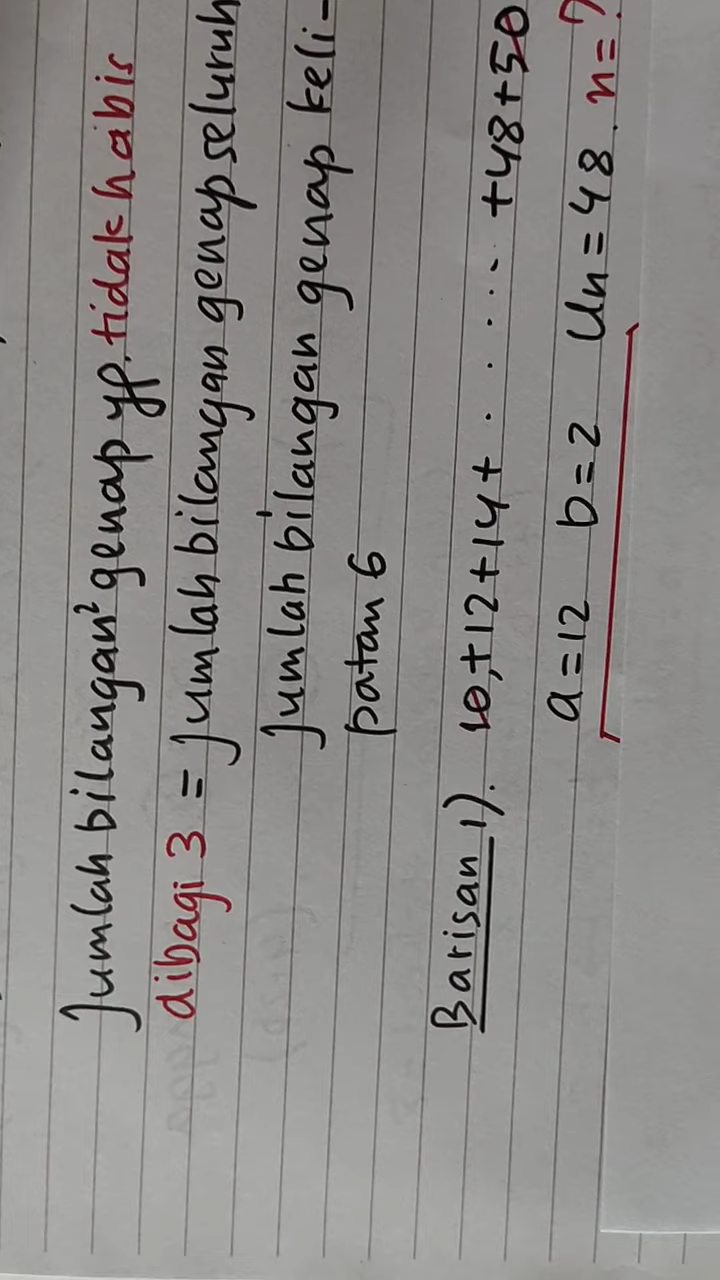 Jumlah bilangan² genap yg. tidak habis
dibagi 3 = Jumlah bilangan genap seluruh
Jumlah bilangan genap keli-
patan 6
Barisan 1). 10,+12+14+.......+48+50
a=12 b=2 Un=48. n=?